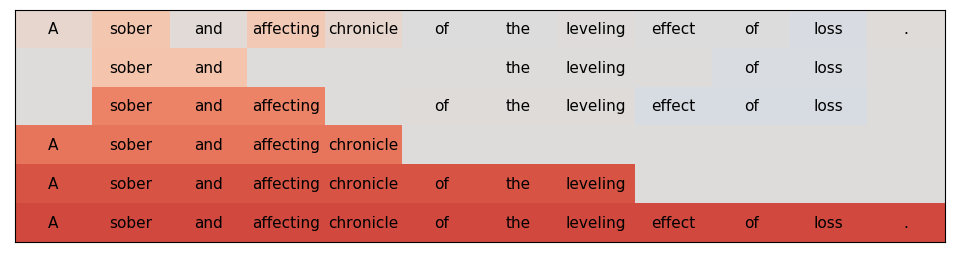 A sober and affecting chronicle of the leveling effect of loss .
sober and the leveling of loss
sober and affecting of the leveling effect of loss
A sober and affecting chronicle
A sober and affecting chronicle of the leveling
A sober and affecting chronicle of the leveling effect of loss .